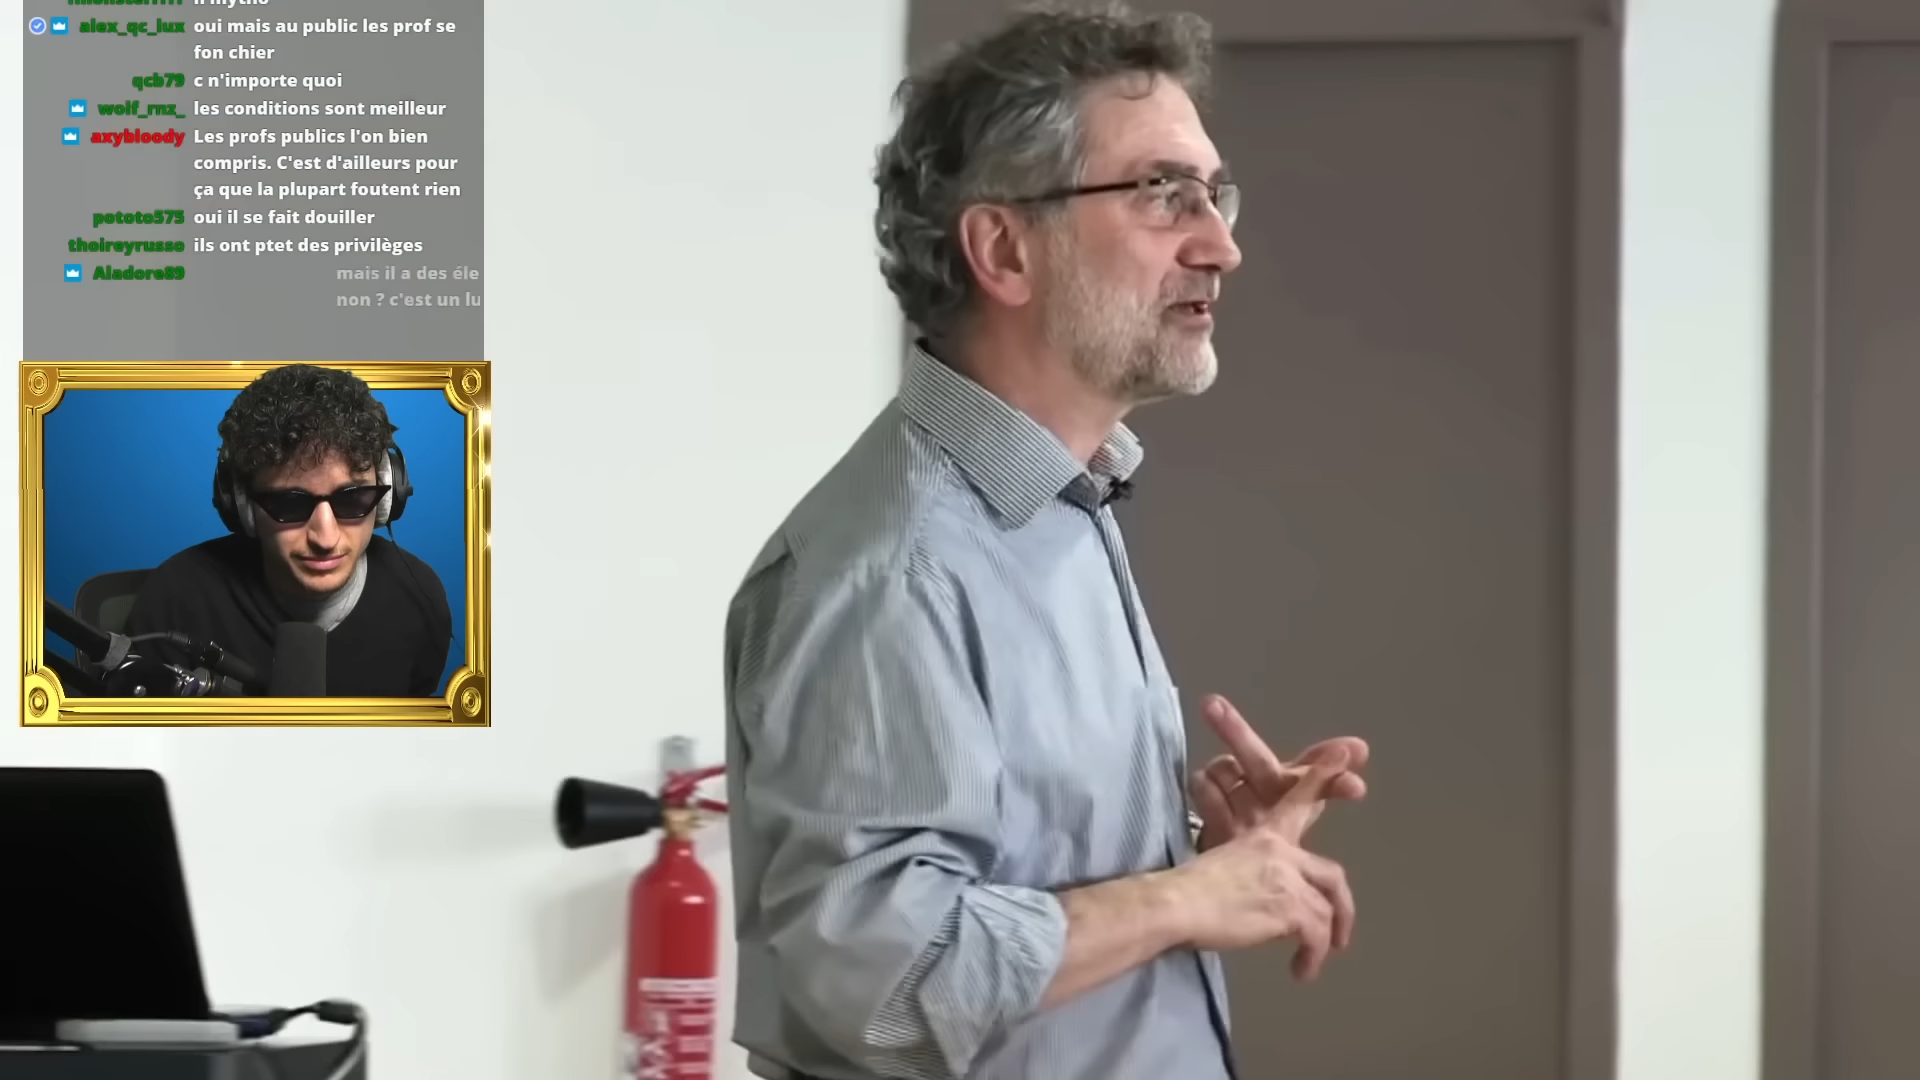 alex_qc_lux oui mais au public les prof se
fon chier
qcb79 c n'importe quoi
wolf_rnz_ les conditions sont meilleur
axybloody Les profs publics l'on bien
compris. C'est d'ailleurs pour
ça que la plupart foutent rien
pototo575 oui il se fait douiller
thoireyrusso ils ont ptet des privilèges
Aladore89 mais il a des éle
non ? c'est un lu